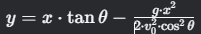 y = x · tan θ − g·x² / 2·v₀²·cos² θ